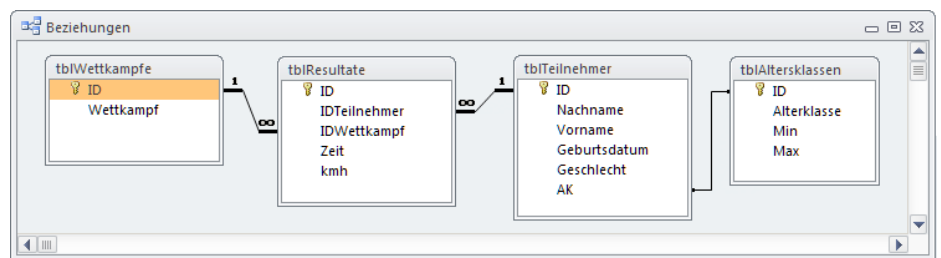 Beziehungen
tblWettkampfe
ID
Wettkampf
1
∞
tblResultate
ID
IDTeilnehmer
IDWettkampf
Zeit
kmh
∞
1
tblTeilnehmer
ID
Nachname
Vorname
Geburtsdatum
Geschlecht
AK
tblAltersklassen
ID
Alterklasse
Min
Max